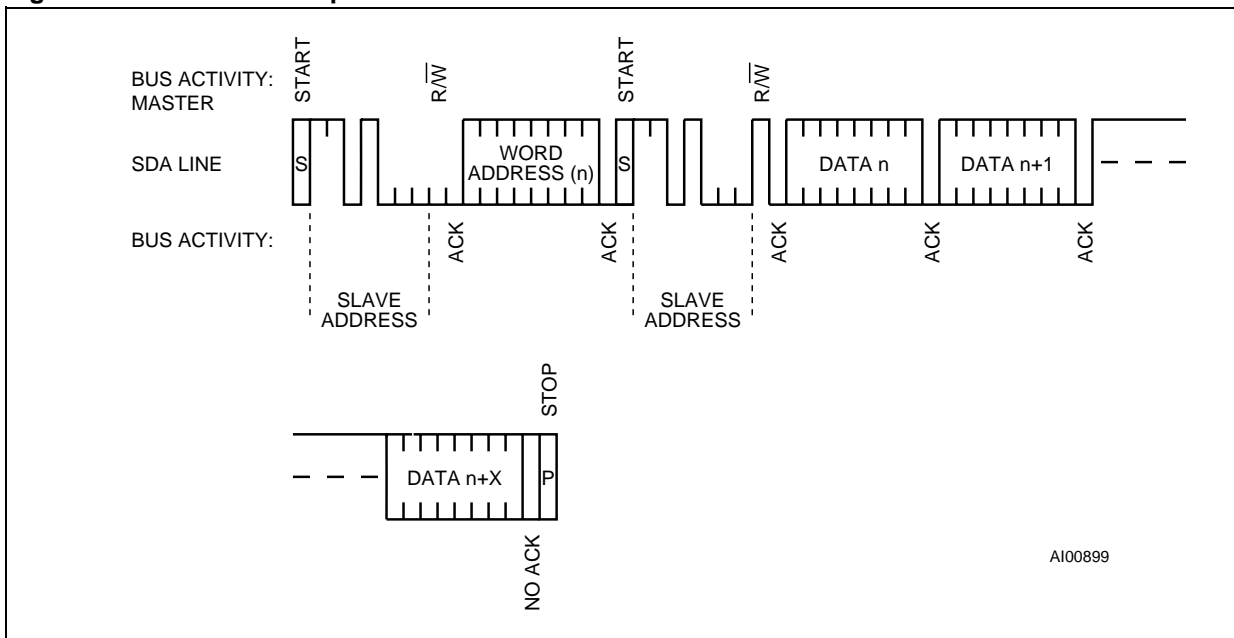 BUS ACTIVITY:
MASTER
START
R/W
START
R/W
SDA LINE
S
WORD
ADDRESS (n)
S
DATA n
DATA n+1
BUS ACTIVITY:
ACK
ACK
ACK
ACK
ACK
SLAVE
ADDRESS
SLAVE
ADDRESS
STOP
DATA n+X
P
NO ACK
AI00899